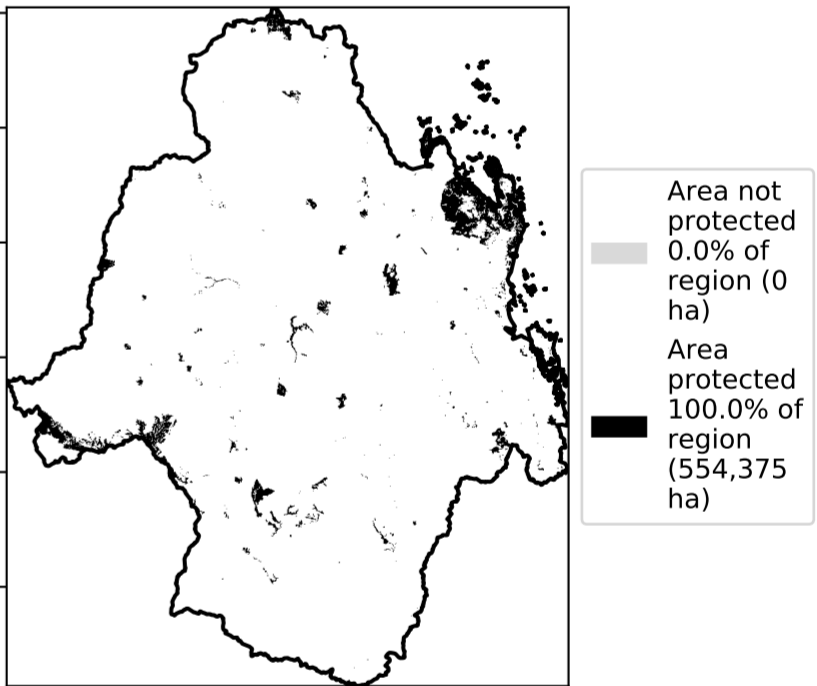 Area not
protected
0.0% of
region (0
ha)
Area
protected
100.0% of
region
(554,375
ha)